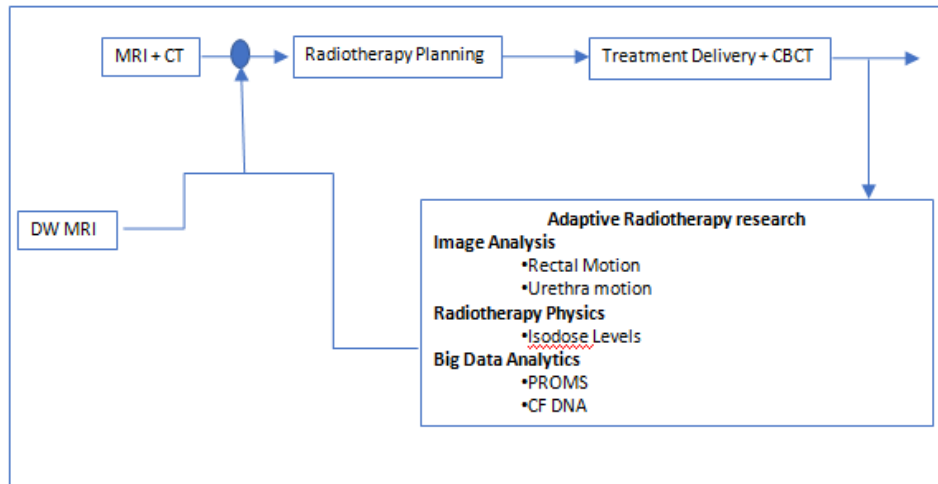 MRI + CT
Radiotherapy Planning
Treatment Delivery + CBCT
DW MRI
Adaptive Radiotherapy research
Image Analysis
•Rectal Motion
•Urethra motion
Radiotherapy Physics
•Isodose Levels
Big Data Analytics
•PROMS
•CF DNA